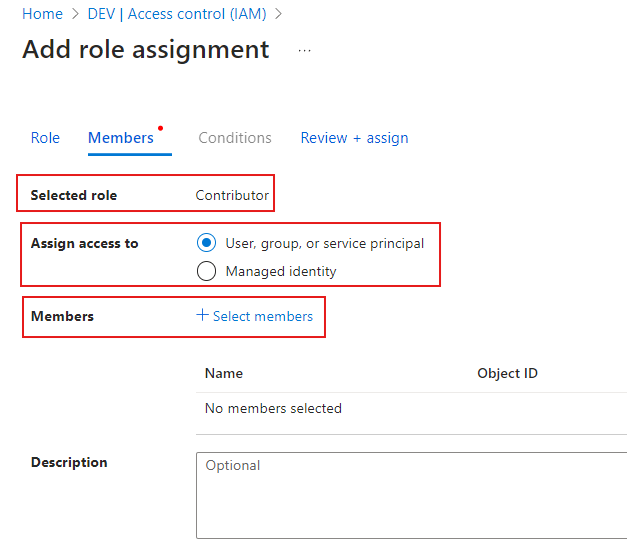 Home > DEV | Access control (IAM) >
Add role assignment ...
Role Members Conditions Review + assign
Selected role Contributor
Assign access to User, group, or service principal
Managed identity
Members + Select members
Name Object ID
No members selected
Description Optional